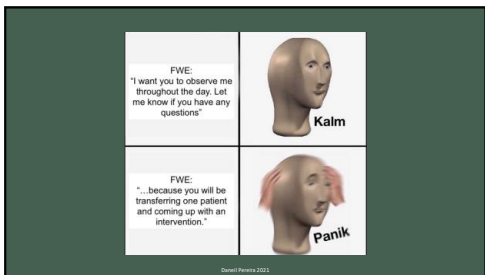 FWE:
"I want you to observe me
throughout the day. Let
me know if you have any
questions"
Kalm
FWE:
"...because you will be
transferring one patient
and coming up with an
intervention."
Panik
Daneil Pereira 2021